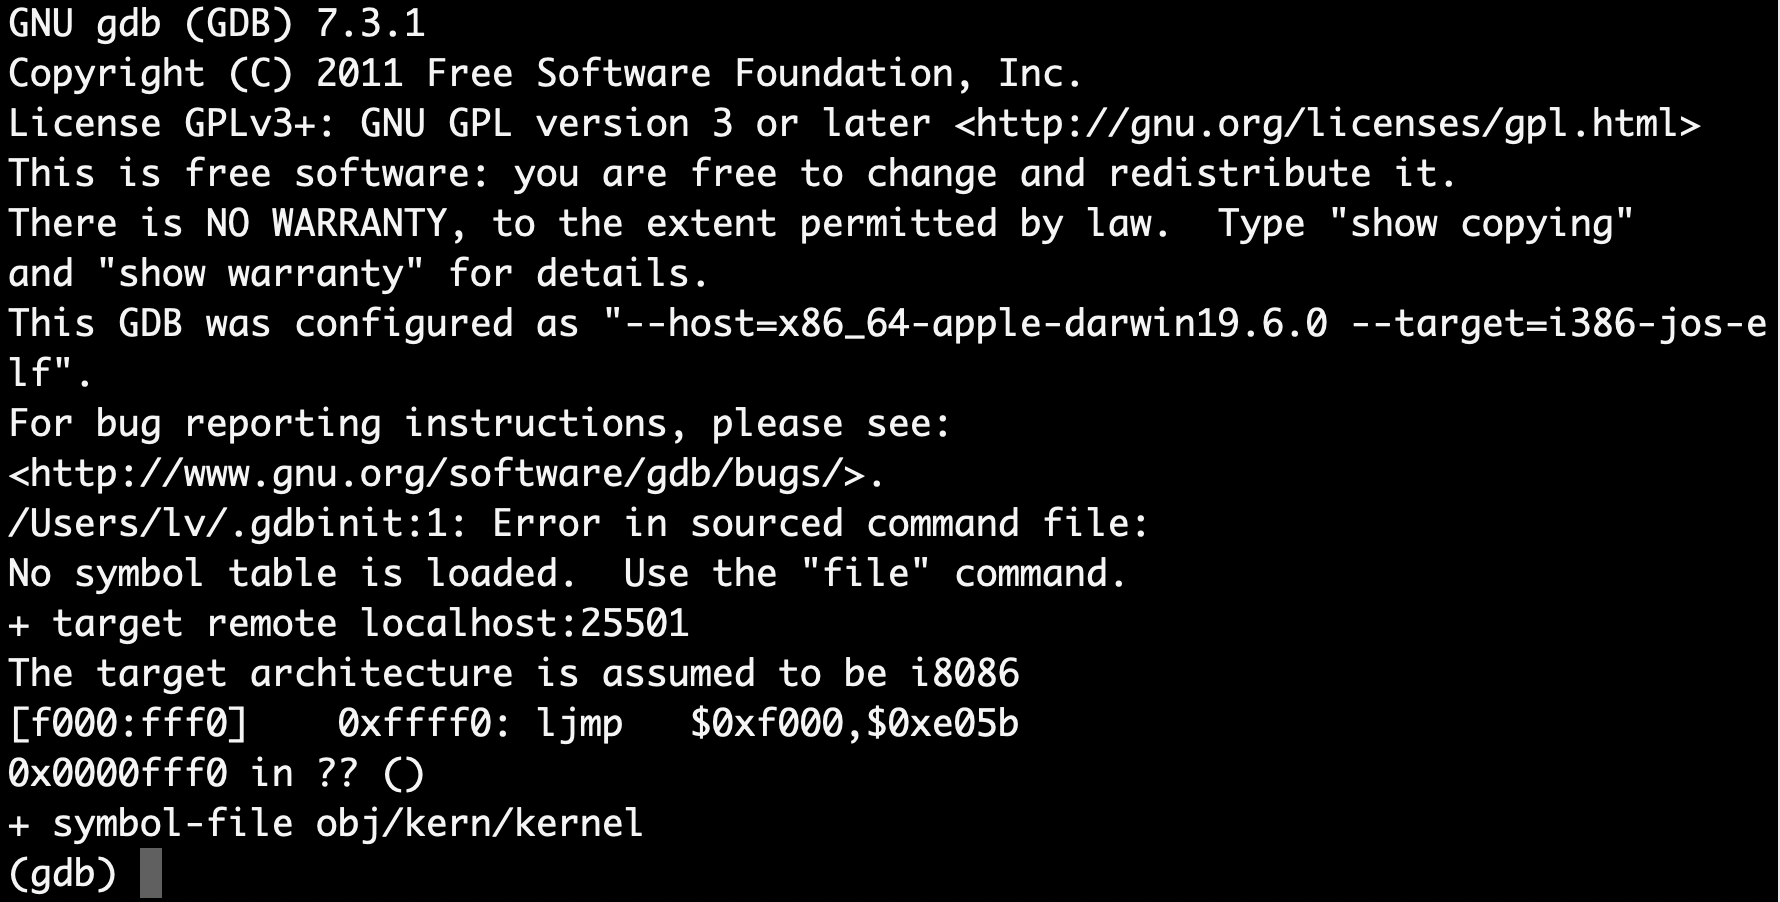 GNU gdb (GDB) 7.3.1
Copyright (C) 2011 Free Software Foundation, Inc.
License GPLv3+: GNU GPL version 3 or later <http://gnu.org/licenses/gpl.html>
This is free software: you are free to change and redistribute it.
There is NO WARRANTY, to the extent permitted by law.  Type "show copying"
and "show warranty" for details.
This GDB was configured as "--host=x86_64-apple-darwin19.6.0 --target=i386-jos-e
lf".
For bug reporting instructions, please see:
<http://www.gnu.org/software/gdb/bugs/>.
/Users/lv/.gdbinit:1: Error in sourced command file:
No symbol table is loaded.  Use the "file" command.
+ target remote localhost:25501
The target architecture is assumed to be i8086
[f000:fff0]    0xffff0: ljmp   $0xf000,$0xe05b
0x0000fff0 in ?? ()
+ symbol-file obj/kern/kernel
(gdb)